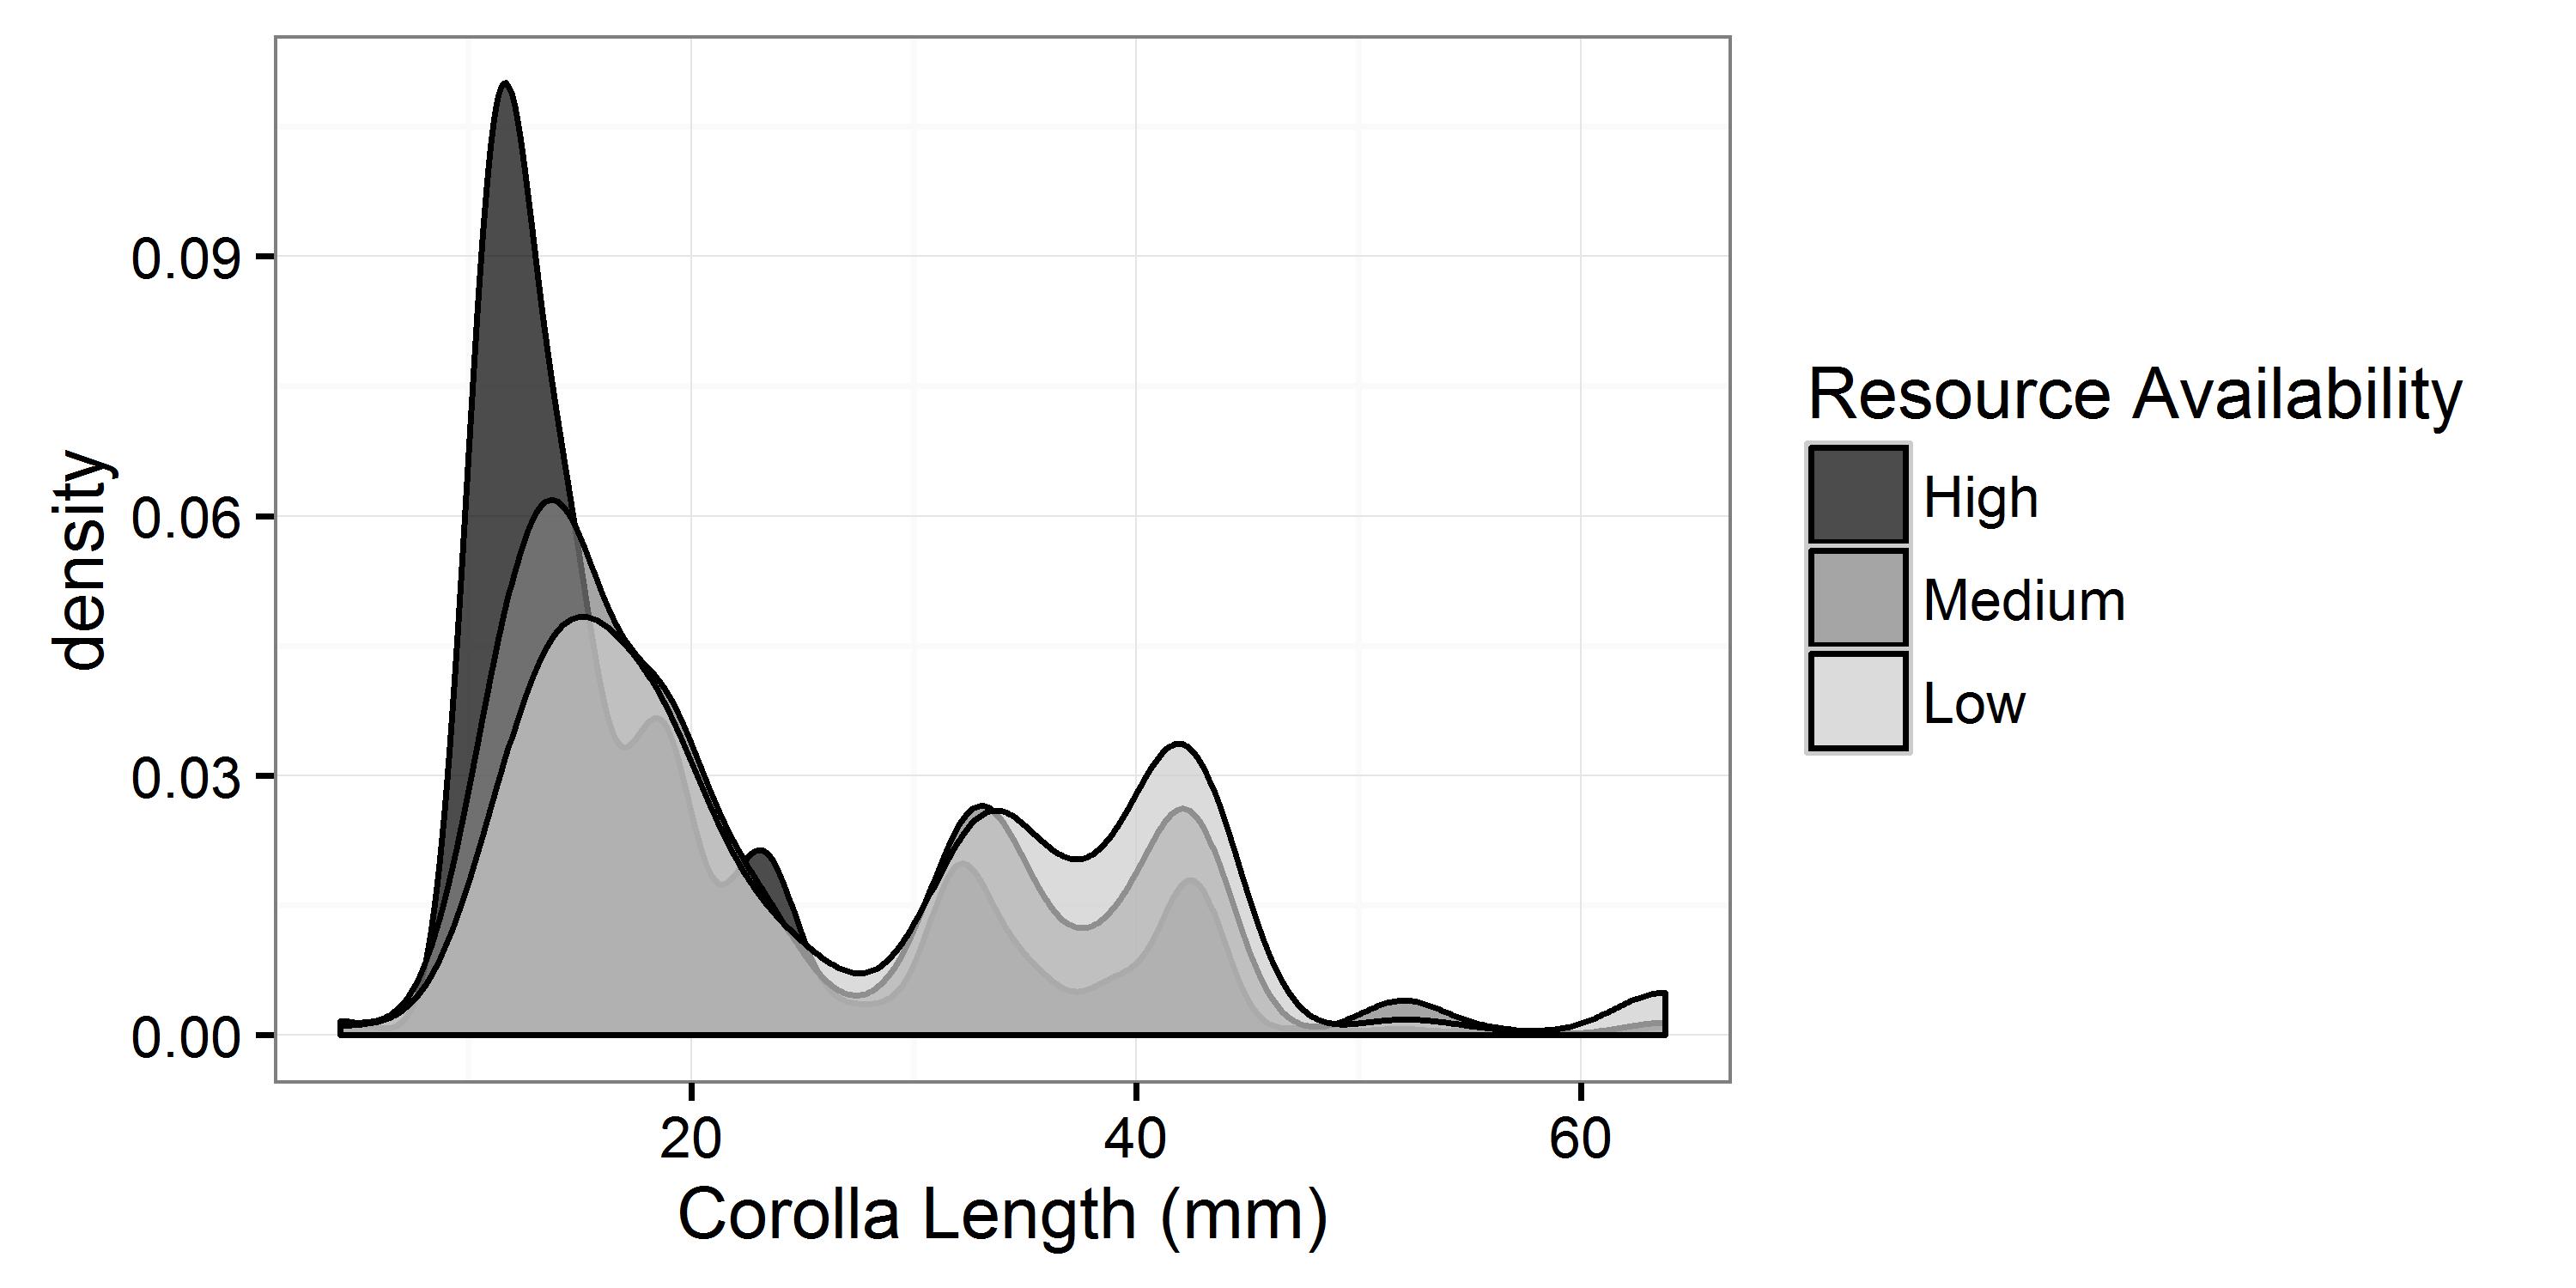 density
0.09
0.06
0.03
0.00
20
40
60
Corolla Length (mm)
Resource Availability
High
Medium
Low